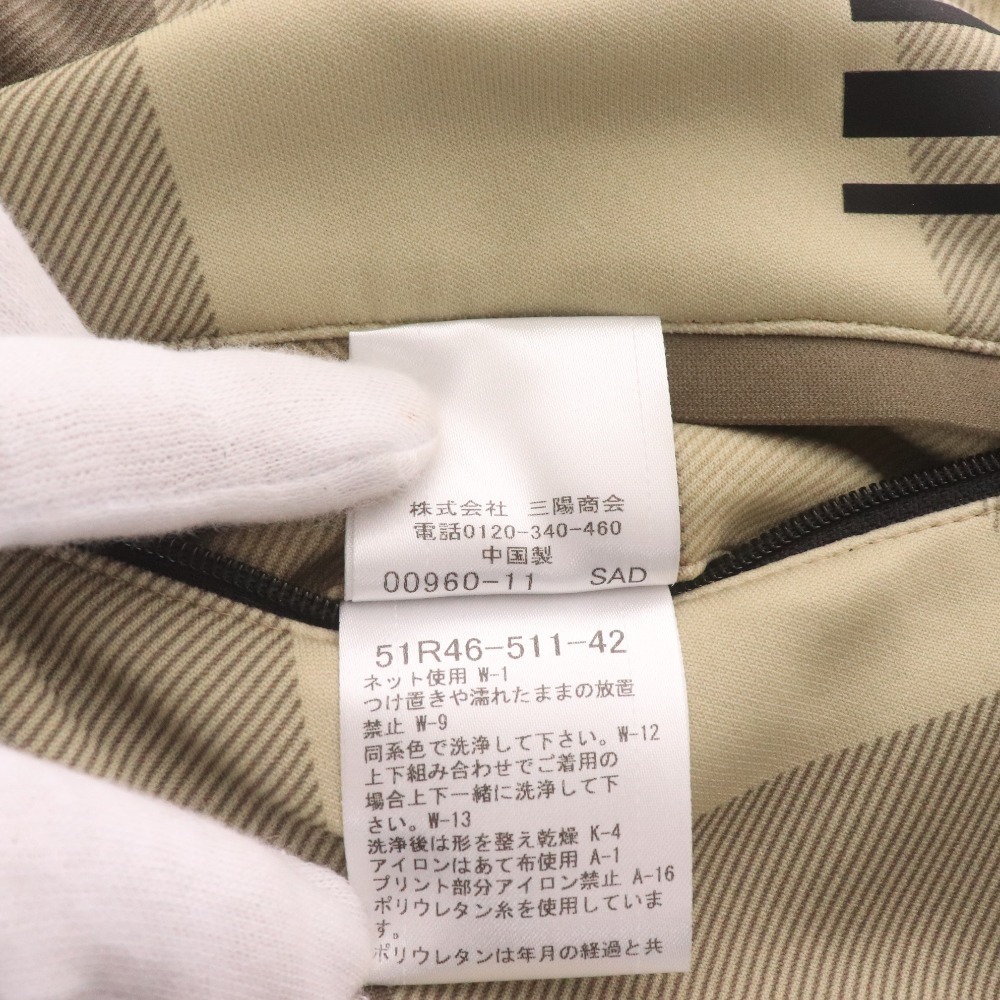 株式会社 三陽商会
電話0120-340-460
中国製
00960-11 SAD
51R46-511-42
ネット使用 W-1
つけ置きや濡れたままの放置
禁止 W-9
同系色で洗浄して下さい。W-12
上下組み合わせでご着用の
場合上下一緒に洗浄して下
さい。W-13
洗浄後は形を整え乾燥 K-4
アイロンはあて布使用 A-1
プリント部分アイロン禁止 A-16
ポリウレタン糸を使用していま
す。
ポリウレタンは年月の経過と共